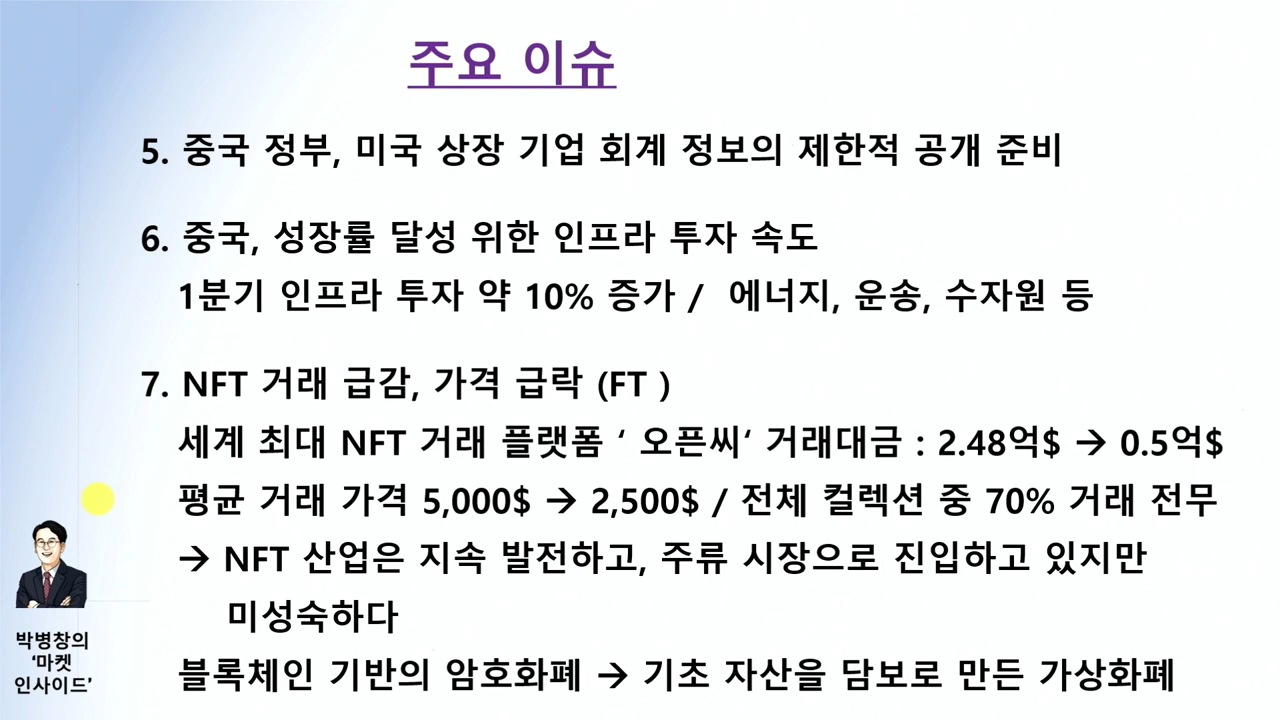 주요 이슈
5. 중국 정부, 미국 상장 기업 회계 정보의 제한적 공개 준비
6. 중국, 성장률 달성 위한 인프라 투자 속도
1분기 인프라 투자 약 10% 증가 / 에너지, 운송, 수자원 등
7. NFT 거래 급감, 가격 급락 (FT )
세계 최대 NFT 거래 플랫폼 ‘ 오픈씨‘ 거래대금 : 2.48억$ → 0.5억$
평균 거래 가격 5,000$ → 2,500$ / 전체 컬렉션 중 70% 거래 전무
→ NFT 산업은 지속 발전하고, 주류 시장으로 진입하고 있지만
미성숙하다
블록체인 기반의 암호화폐 → 기초 자산을 담보로 만든 가상화폐
박병창의
‘마켓
인사이드’